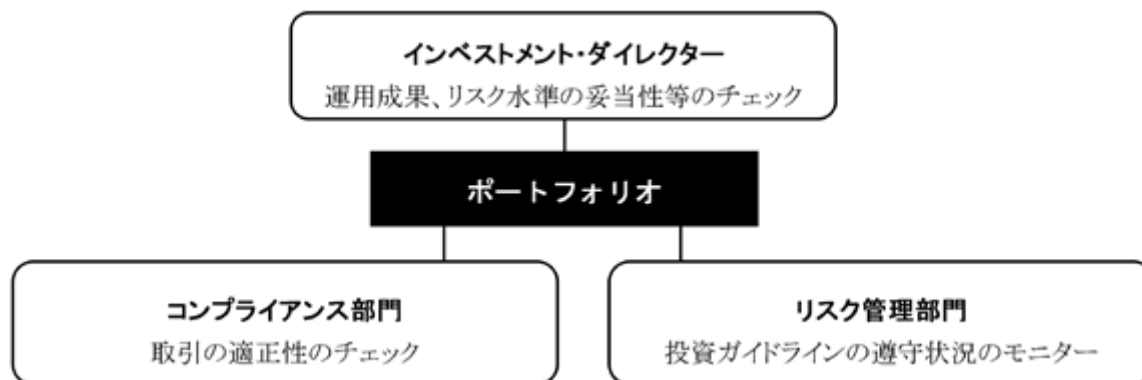 インベストメント・ダイレクター
運用成果、リスク水準の妥当性等のチェック
ポートフォリオ
コンプライアンス部門
取引の適正性のチェック
リスク管理部門
投資ガイドラインの遵守状況のモニター